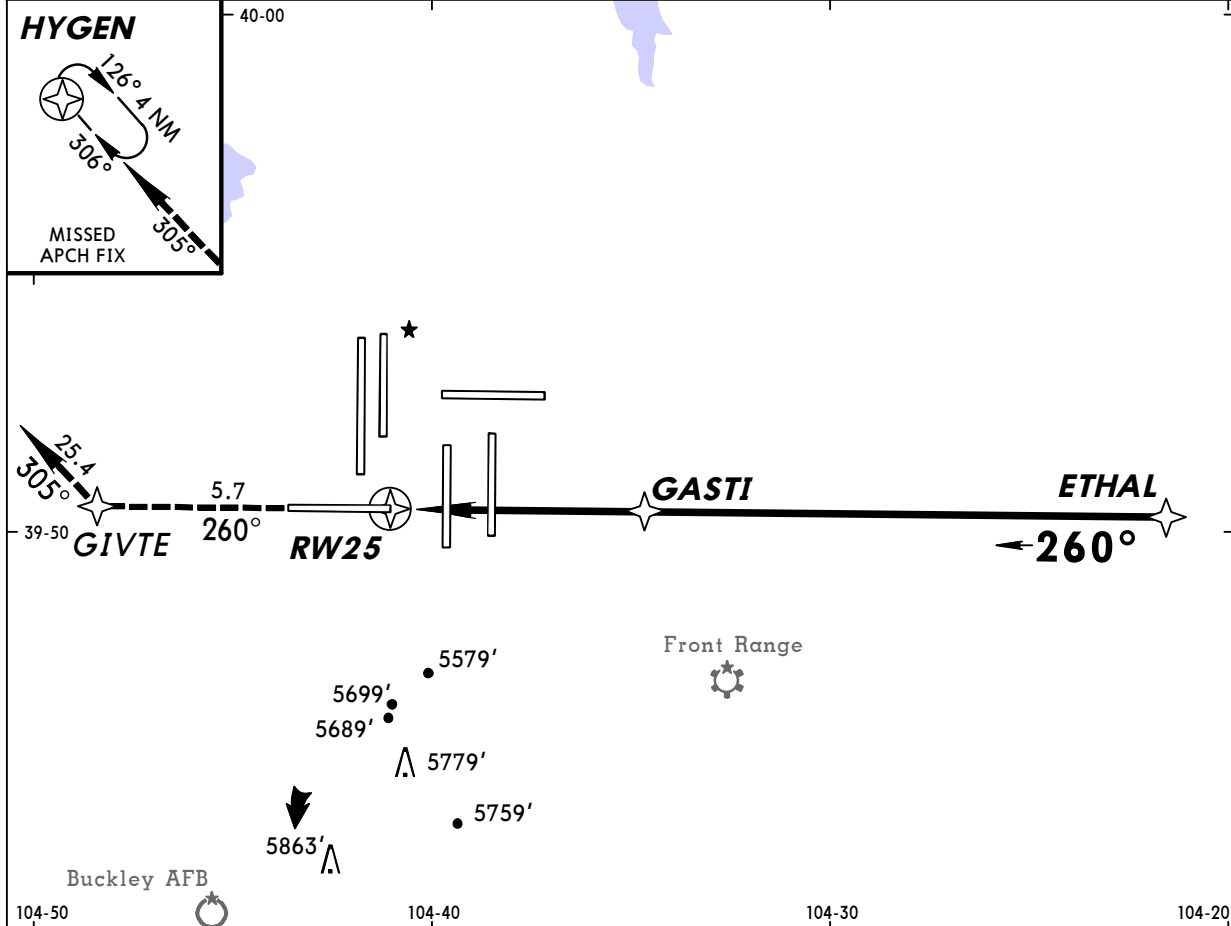 HYGEN
40-00
126° 4 NM
306°
305°
MISSED
APCH FIX
25.4
305°
5.7
260°
GASTI
ETHAL
39-50
GIVTE
RW25
260°
Front Range
5579'
5699'
5689'
5779'
5759'
5863'
Buckley AFB
104-50
104-40
104-30
104-20